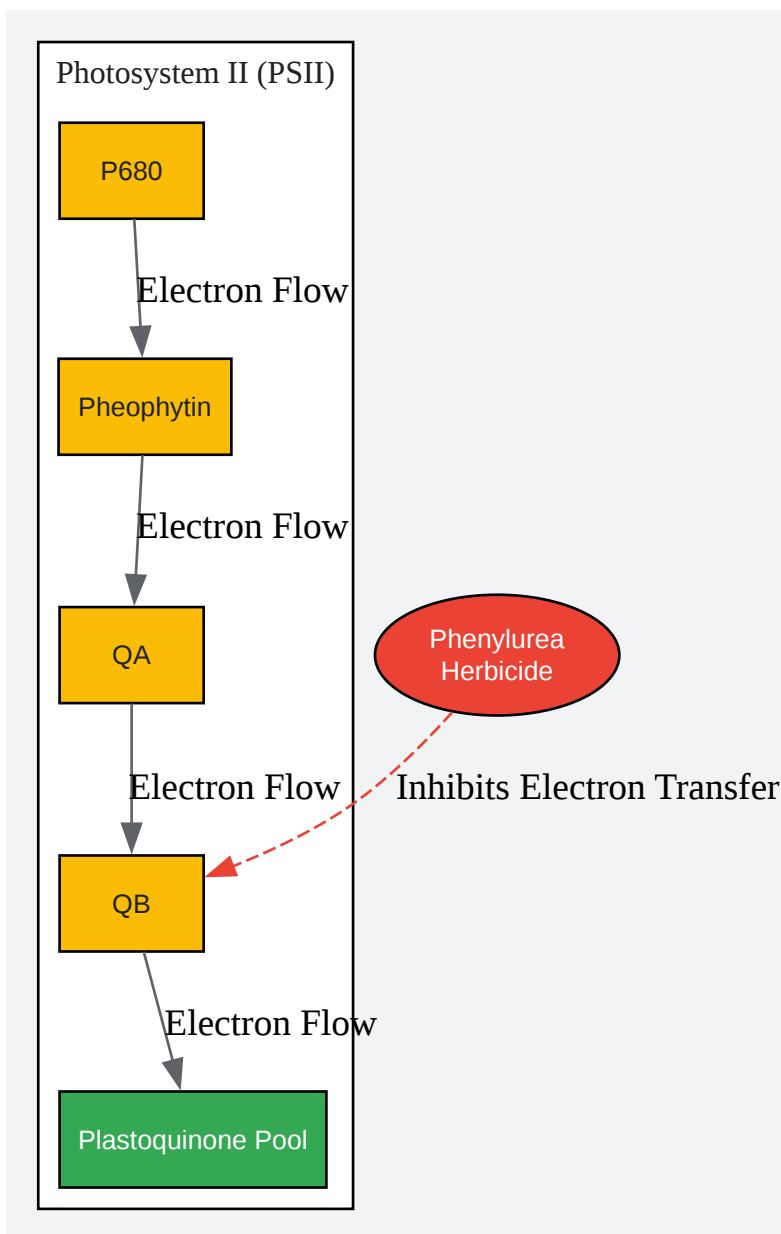 Photosystem II (PSII)
P680
Electron Flow
Pheophytin
Electron Flow
QA
Phenylurea
Herbicide
Electron Flow
Inhibits Electron Transfer
QB
Electron Flow
Plastoquinone Pool